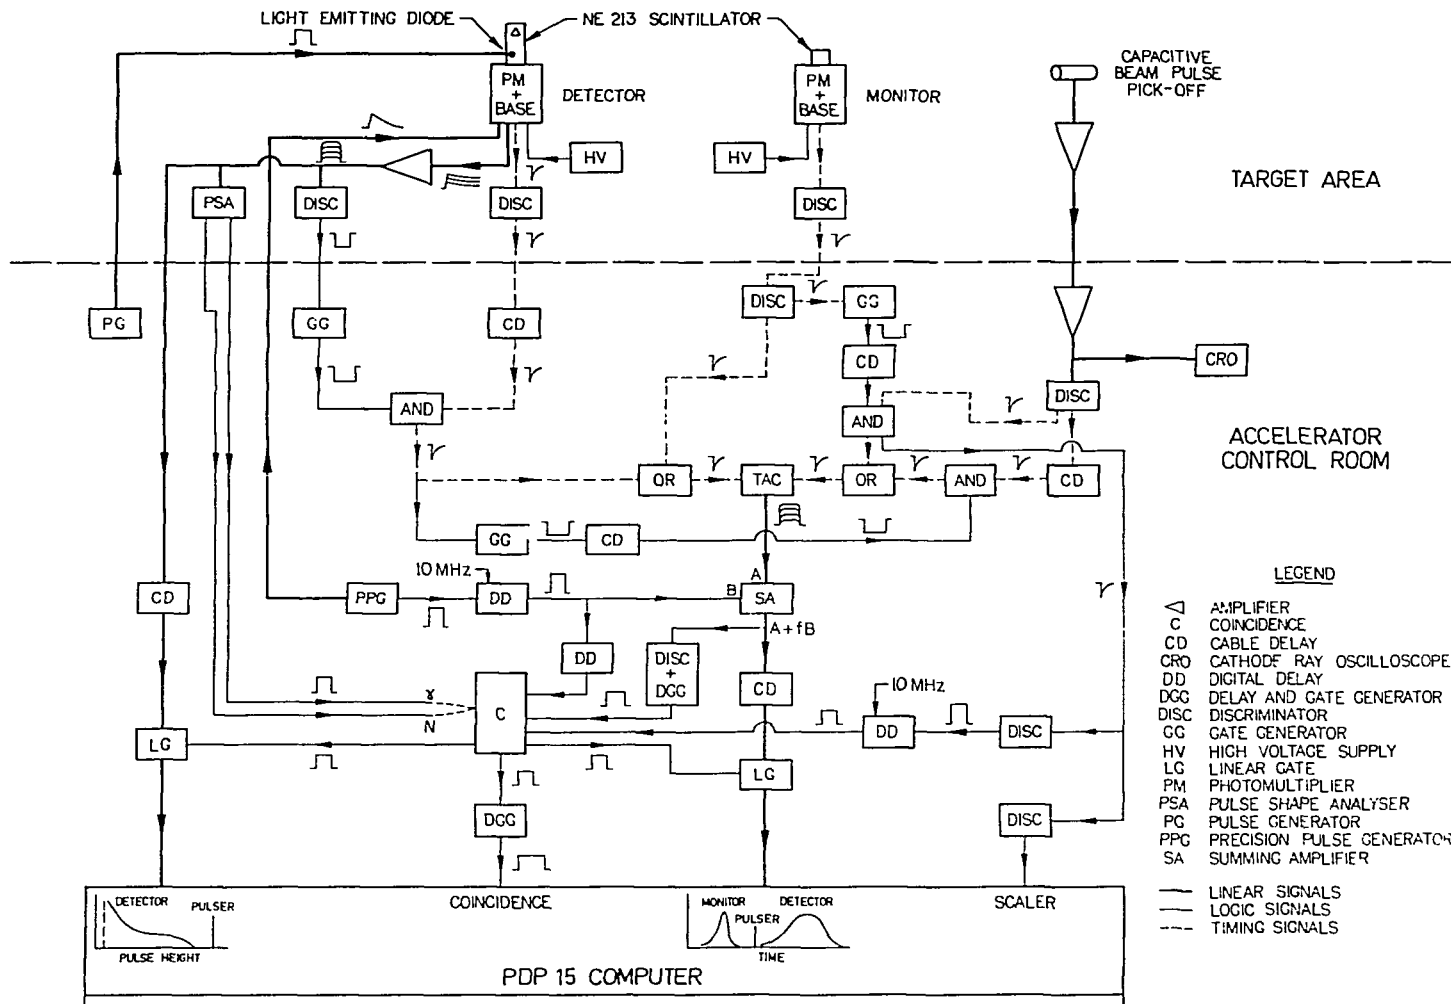 LIGHT EMITTING DIODE
NE 213 SCINTILLATOR
PM + BASE
DETECTOR
PM + BASE
MONITOR
CAPACITIVE
BEAM PULSE
PICK-OFF
HV
HV
PSA
DISC
DISC
DISC
TARGET AREA
PG
GG
CD
DISC
GG
CD
CRO
DISC
AND
AND
ACCELERATOR
CONTROL ROOM
OR
TAC
OR
AND
CD
GG
CD
10 MHz
A
B
CD
PPG
DD
SA
A+fB
DD
DISC + DGG
CD
10 MHz
γ
N
C
LG
DD
DISC
LG
DGG
DISC
LEGEND
AMPLIFIER
C COINCIDENCE
CD CABLE DELAY
CRO CATHODE RAY OSCILLOSCOPE
DD DIGITAL DELAY
DGG DELAY AND GATE GENERATOR
DISC DISCRIMINATOR
GG GATE GENERATOR
HV HIGH VOLTAGE SUPPLY
LG LINEAR GATE
PM PHOTOMULTIPLIER
PSA PULSE SHAPE ANALYSER
PG PULSE GENERATOR
PPG PRECISION PULSE GENERATOR
SA SUMMING AMPLIFIER
LINEAR SIGNALS
LOGIC SIGNALS
TIMING SIGNALS
DETECTOR
PULSER
PULSE HEIGHT
COINCIDENCE
MONITOR
DETECTOR
PULSER
TIME
SCALER
PDP 15 COMPUTER